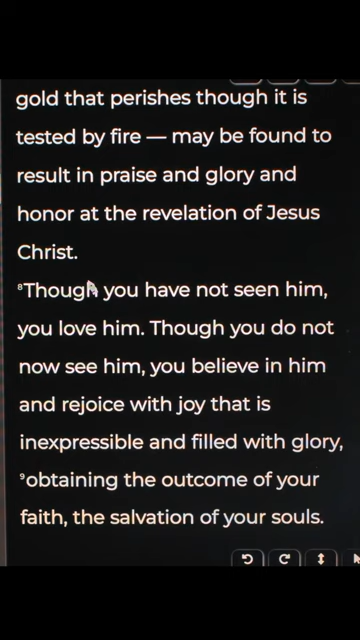 gold that perishes though it is
tested by fire — may be found to
result in praise and glory and
honor at the revelation of Jesus
Christ.
⁸Though you have not seen him,
you love him. Though you do not
now see him, you believe in him
and rejoice with joy that is
inexpressible and filled with glory,
⁹obtaining the outcome of your
faith, the salvation of your souls.